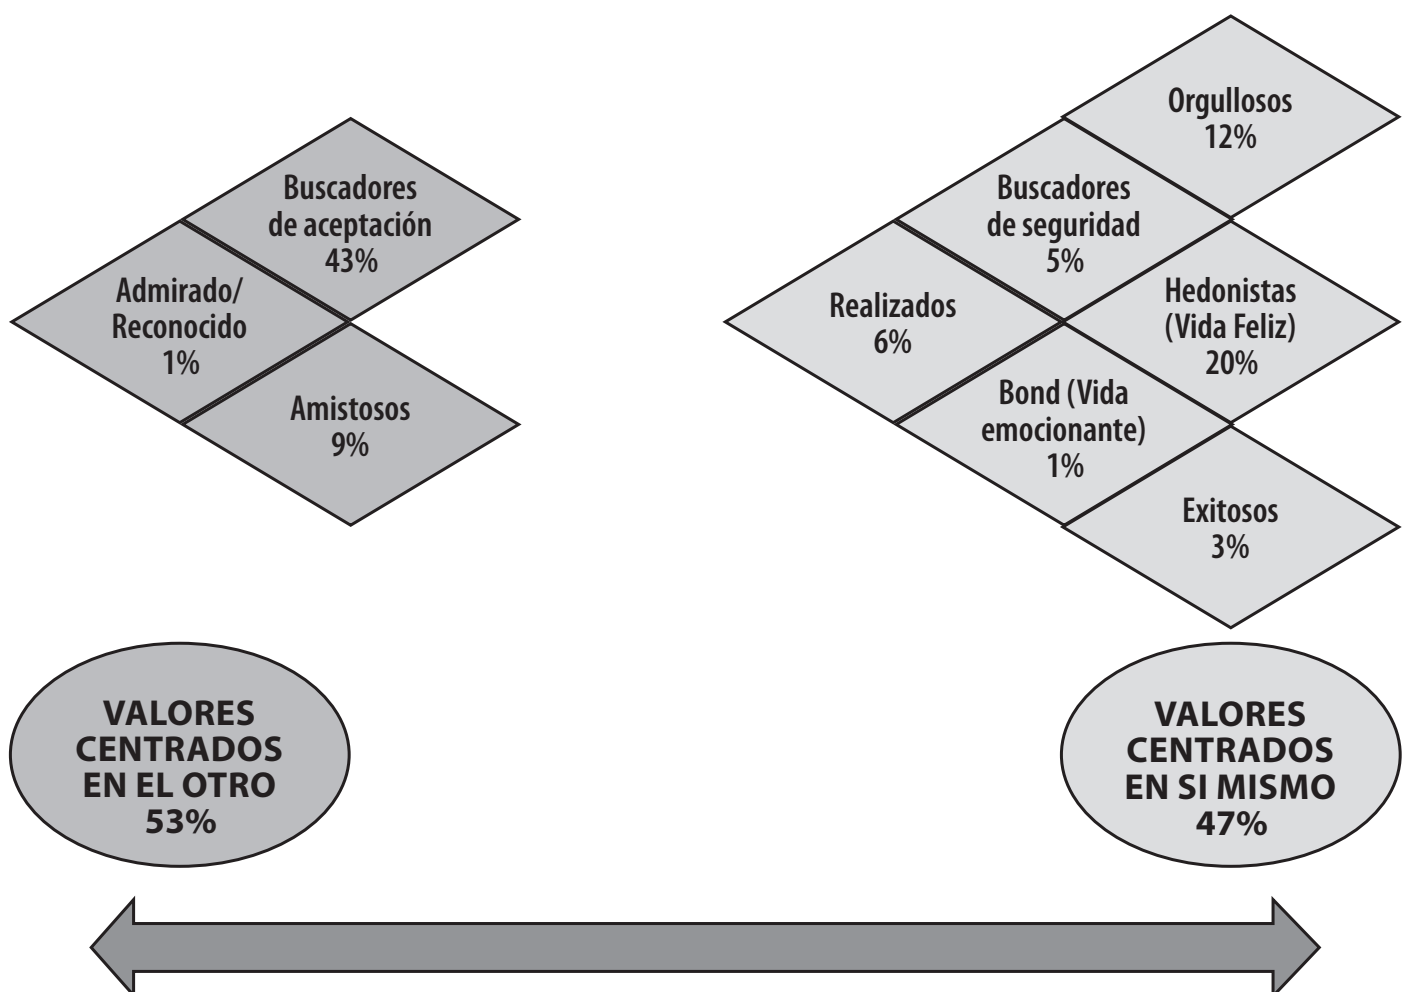 Orgullosos
12%
Buscadores
de aceptación
43%
Buscadores
de seguridad
5%
Admirado/
Reconocido
1%
Realizados
6%
Hedonistas
(Vida Feliz)
20%
Amistosos
9%
Bond (Vida
emocionante)
1%
Exitosos
3%
VALORES
CENTRADOS
EN EL OTRO
53%
VALORES
CENTRADOS
EN SI MISMO
47%